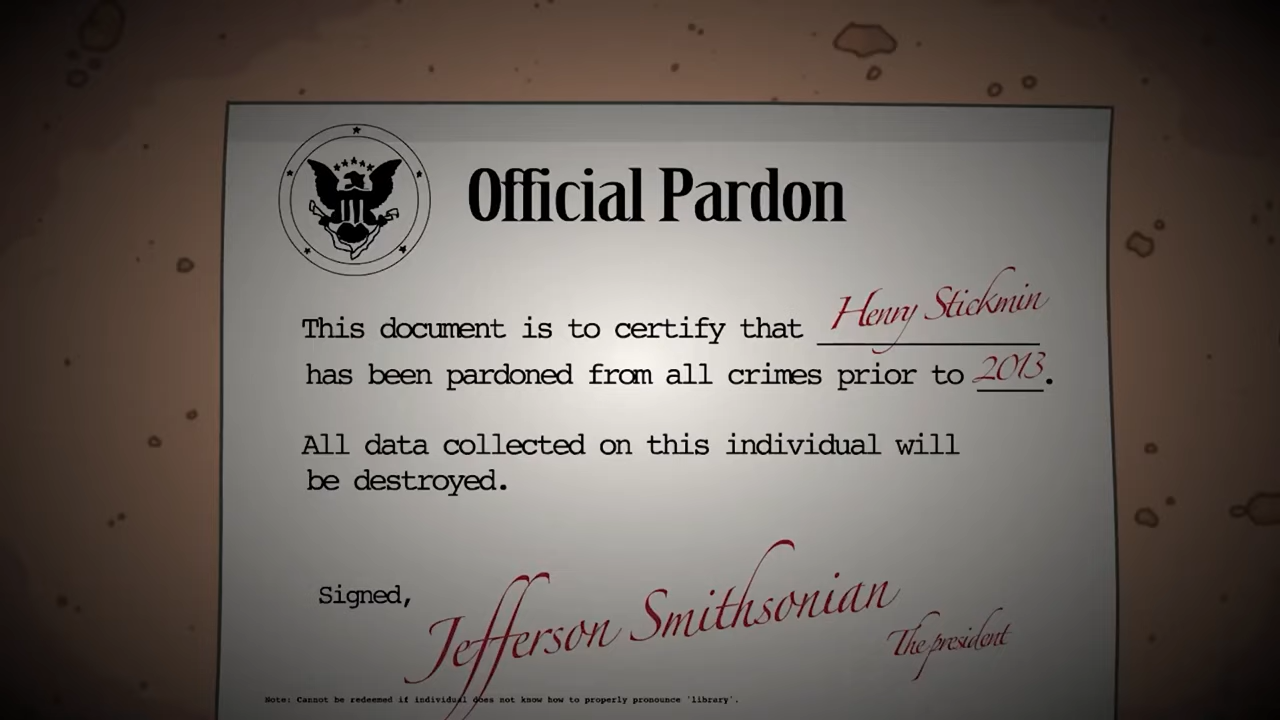 Official Pardon
This document is to certify that Henry Stickmin
has been pardoned from all crimes prior to 2013.
All data collected on this individual will
be destroyed.
Signed,
Jefferson Smithsonian
The president
Note: Cannot be redeemed if individual does not know how to properly pronounce 'library'.